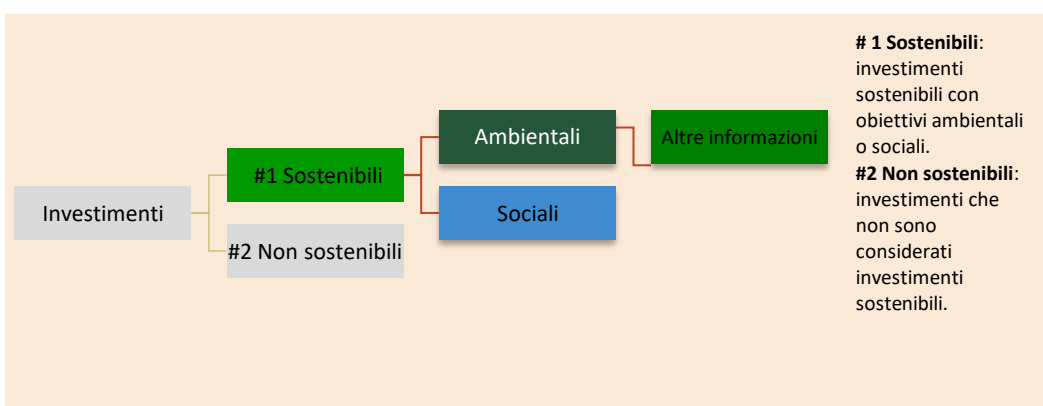 Investimenti
#1 Sostenibili
#2 Non sostenibili
Ambientali
Sociali
Altre informazioni
# 1 Sostenibili:
investimenti
sostenibili con
obiettivi ambientali
o sociali.
#2 Non sostenibili:
investimenti che
non sono
considerati
investimenti
sostenibili.